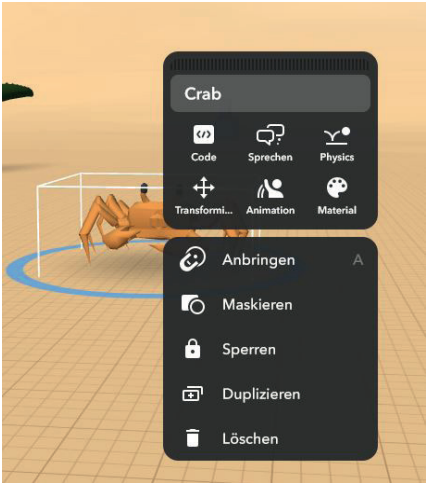 Crab
Code Sprechen Physics
Transformi... Animation Material
Anbringen A
Maskieren
Sperren
Duplizieren
Löschen